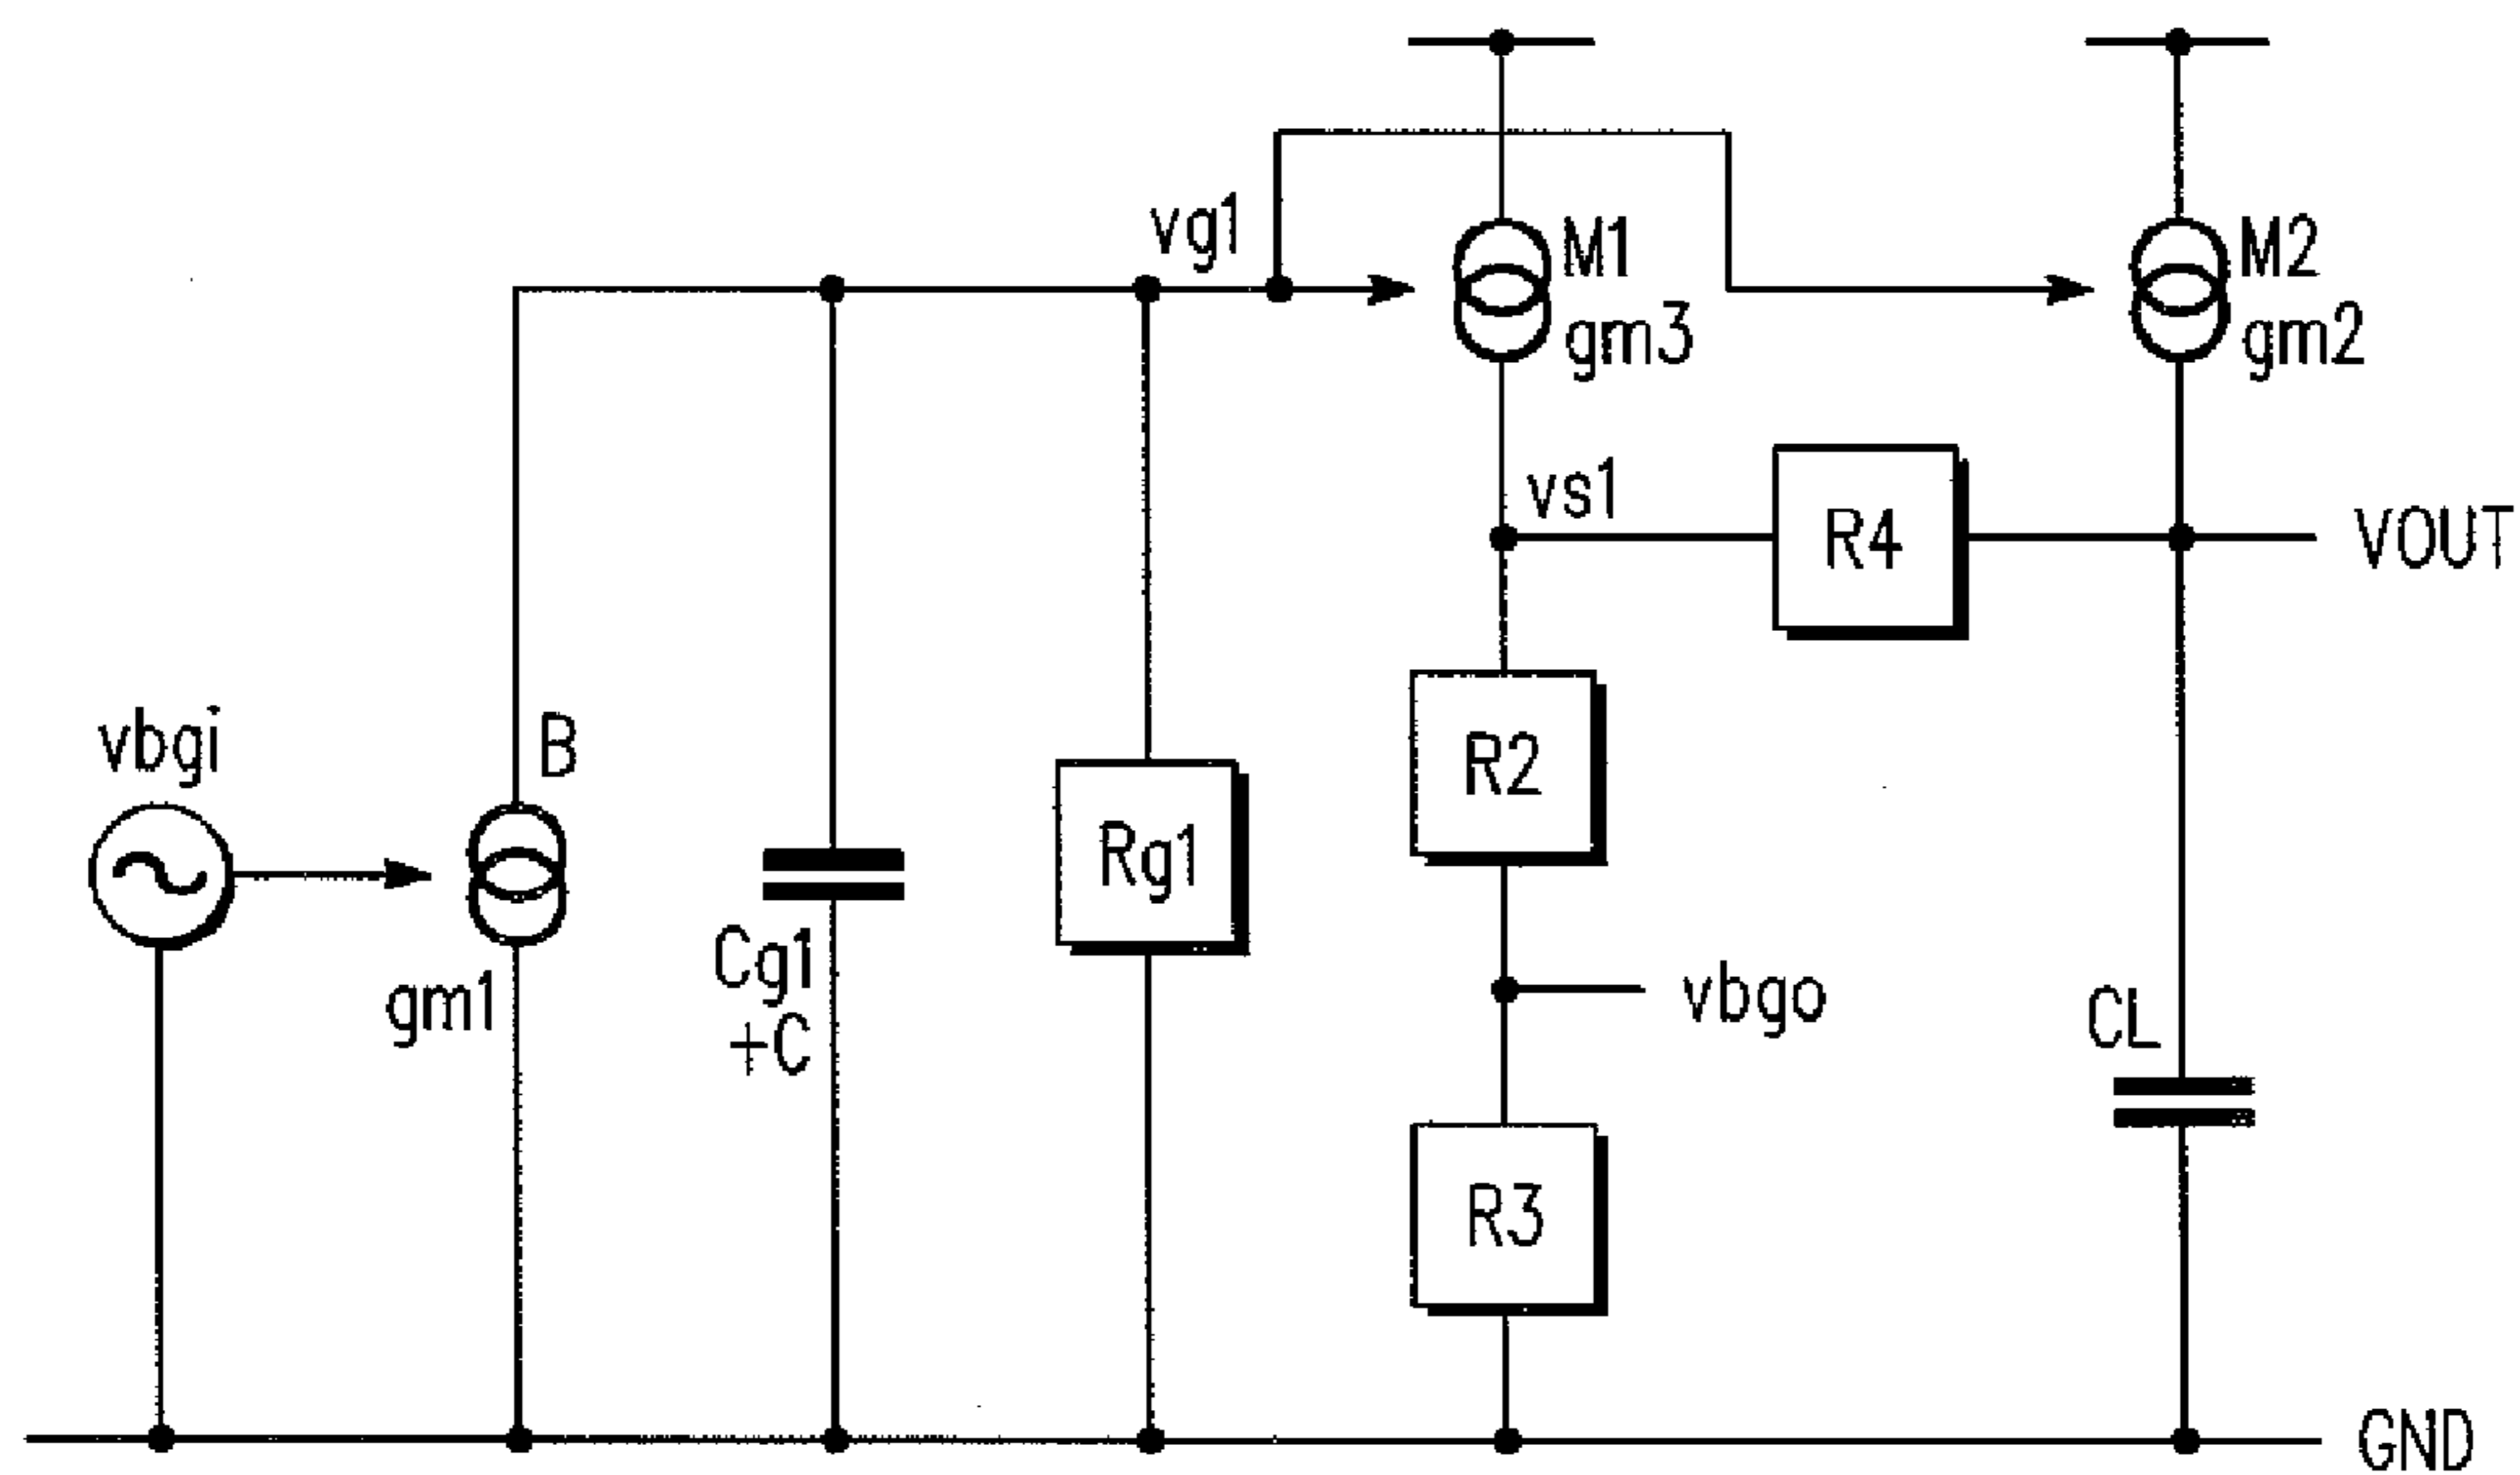 vg1
M1
gm3
M2
gm2
vs1
R4
VOUT
vbgi
B
gm1
Cg1
+C
Rg1
R2
vbgo
R3
CL
GND